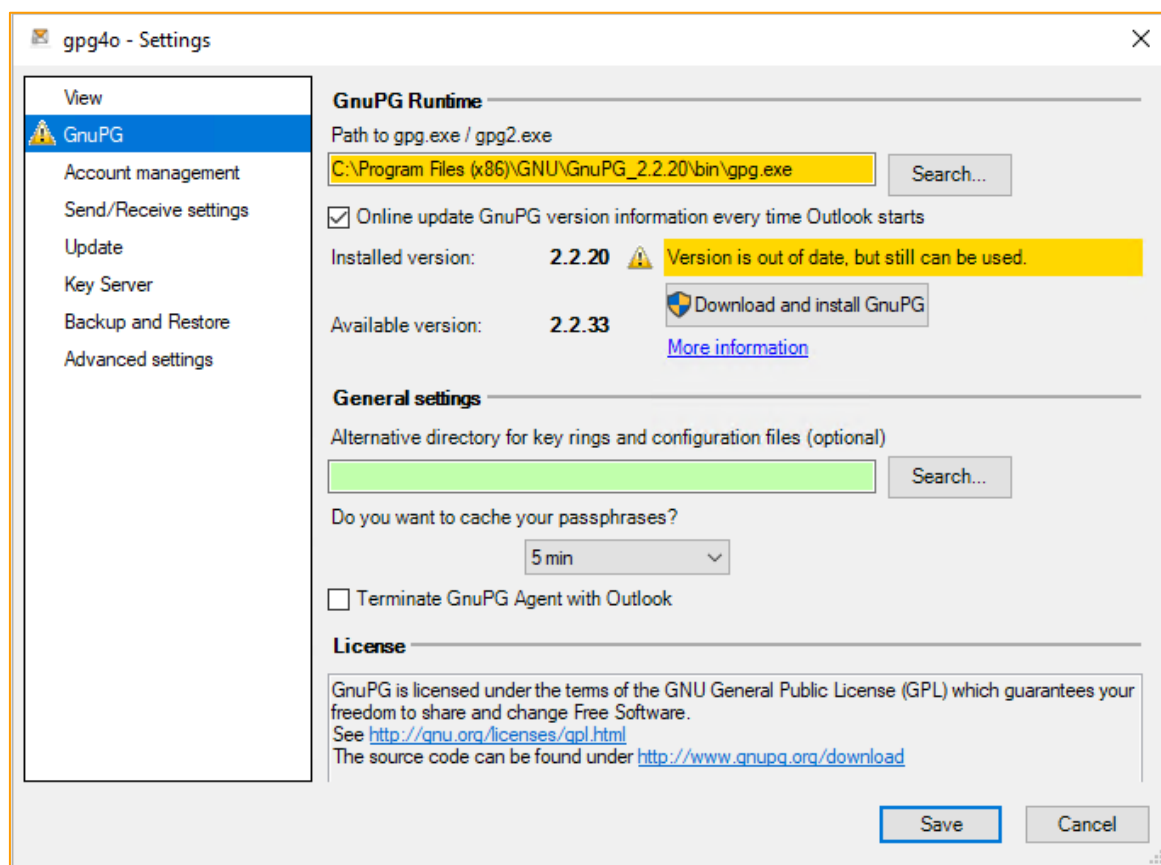 gpg4o - Settings
View
GnuPG
Account management
Send/Receive settings
Update
Key Server
Backup and Restore
Advanced settings
GnuPG Runtime
Path to gpg.exe / gpg2.exe
C:\Program Files (x86)\GNU\GnuPG_2.2.20\bin\gpg.exe
Search...
Online update GnuPG version information every time Outlook starts
Installed version: 2.2.20 Version is out of date, but still can be used.
Download and install GnuPG
Available version: 2.2.33
More information
General settings
Alternative directory for key rings and configuration files (optional)
Search...
Do you want to cache your passphrases?
5 min
Terminate GnuPG Agent with Outlook
License
GnuPG is licensed under the terms of the GNU General Public License (GPL) which guarantees your
freedom to share and change Free Software.
See http://gnu.org/licenses/gpl.html
The source code can be found under http://www.gnupg.org/download
Save
Cancel